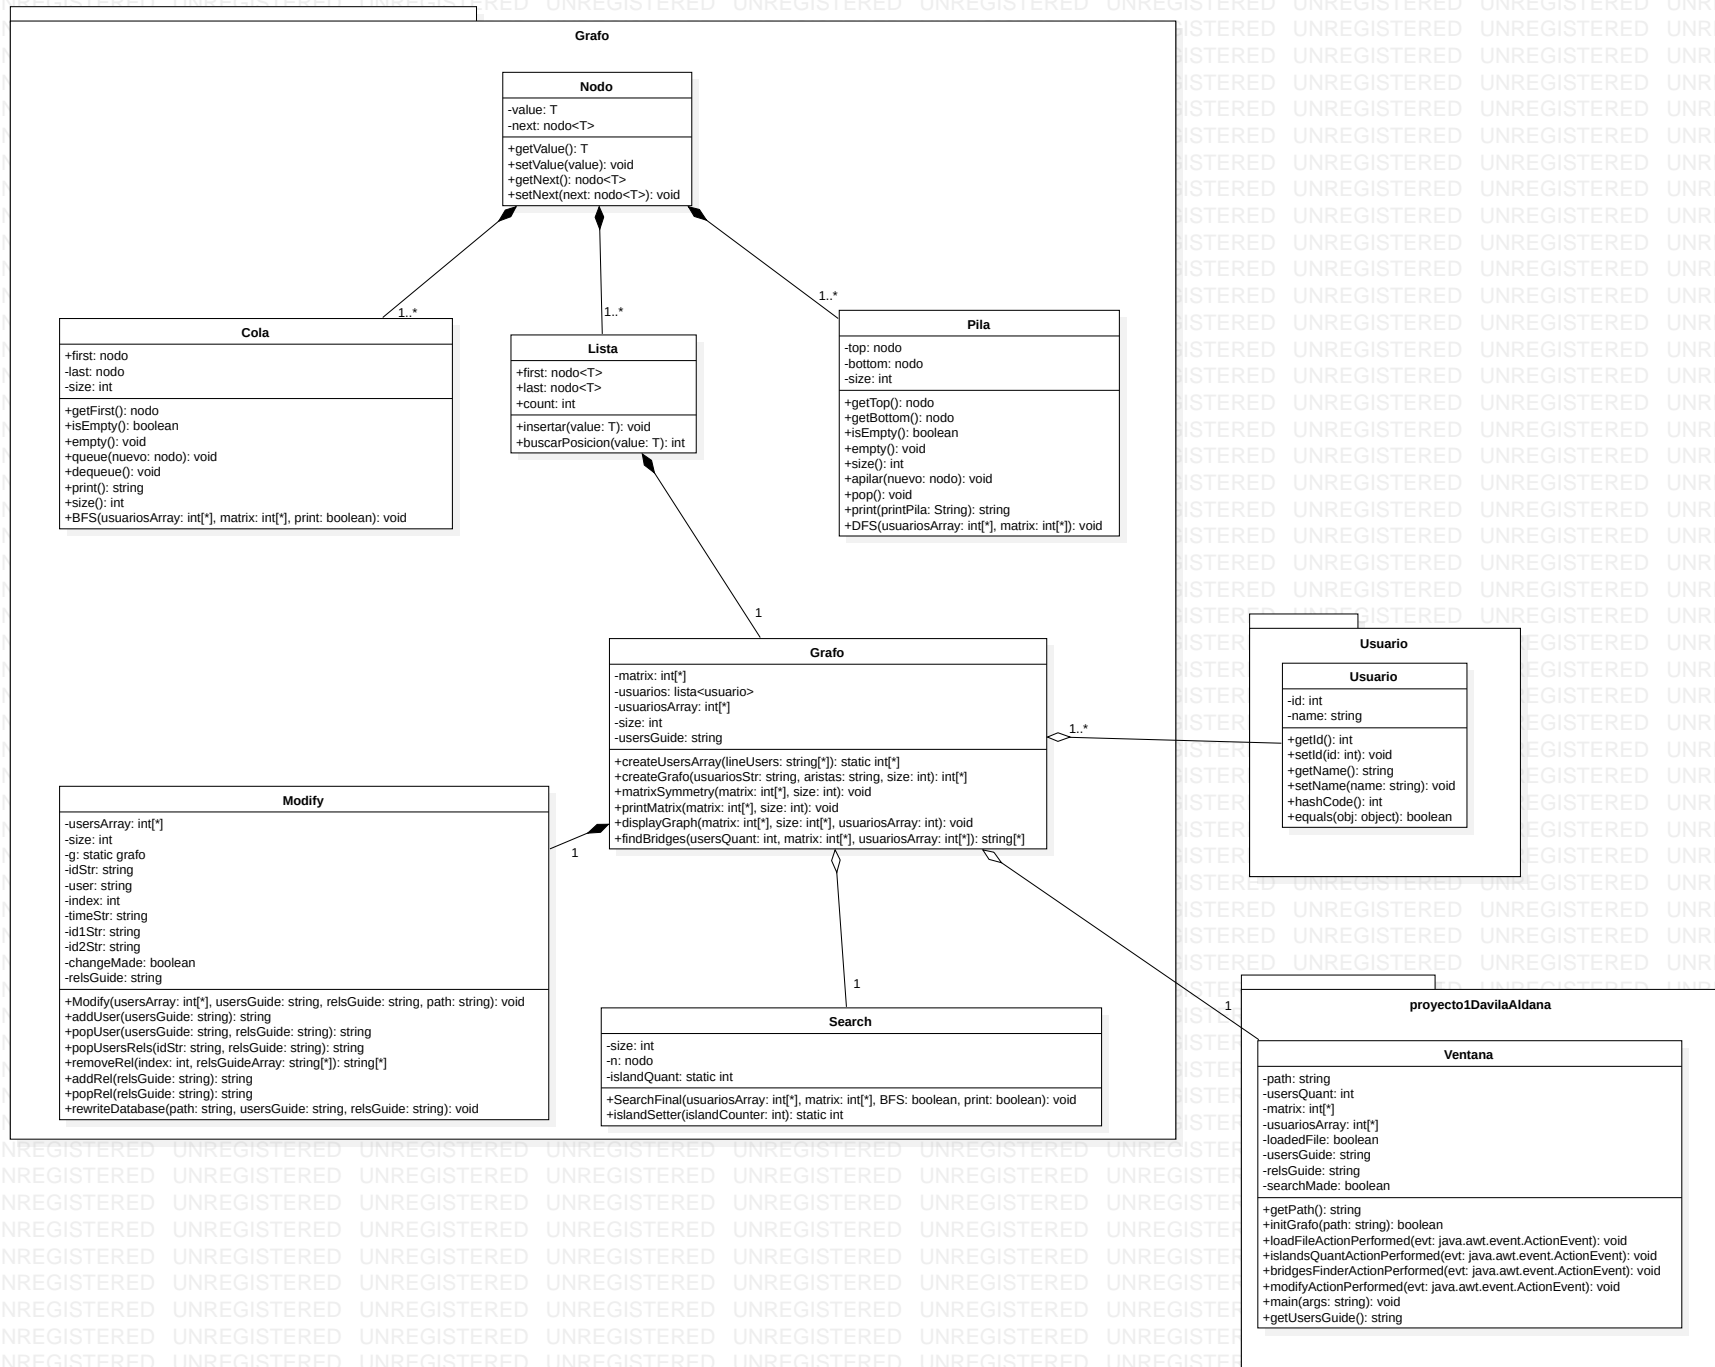 Grafo
Nodo
-value: T
-next: nodo<T>
+getValue(): T
+setValue(value): void
+getNext(): nodo<T>
+setNext(next: nodo<T>): void
1..*
1..*
1..*
Cola
+first: nodo
-last: nodo
-size: int
+getFirst(): nodo
+isEmpty(): boolean
+empty(): void
+queue(nuevo: nodo): void
+dequeue(): void
+print(): string
+size(): int
+BFS(usuariosArray: int[*], matrix: int[*], print: boolean): void
Lista
+first: nodo<T>
+last: nodo<T>
+count: int
+insertar(value: T): void
+buscarPosicion(value: T): int
Pila
-top: nodo
-bottom: nodo
-size: int
+getTop(): nodo
+getBottom(): nodo
+isEmpty(): boolean
+empty(): void
+size(): int
+apilar(nuevo: nodo): void
+pop(): void
+print(printPila: String): string
+DFS(usuariosArray: int[*], matrix: int[*]): void
1
Grafo
-matrix: int[*]
-usuarios: lista<usuario>
-usuariosArray: int[*]
-size: int
-usersGuide: string
+createUsersArray(lineUsers: string[*]): static int[*]
+createGrafo(usuariosStr: string, aristas: string, size: int): int[*]
+matrixSymmetry(matrix: int[*], size: int): void
+printMatrix(matrix: int[*], size: int): void
+displayGraph(matrix: int[*], size: int[*], usuariosArray: int): void
+findBridges(usersQuant: int, matrix: int[*], usuariosArray: int[*]): string[*]
1..*
Usuario
Usuario
-id: int
-name: string
+getId(): int
+setId(id: int): void
+getName(): string
+setName(name: string): void
+hashCode(): int
+equals(obj: object): boolean
Modify
-usersArray: int[*]
-size: int
-g: static grafo
-idStr: string
-user: string
-index: int
-timeStr: string
-id1Str: string
-id2Str: string
-changeMade: boolean
-relsGuide: string
+Modify(usersArray: int[*], usersGuide: string, relsGuide: string, path: string): void
+addUser(usersGuide: string): string
+popUser(usersGuide: string, relsGuide: string): string
+popUsersRels(idStr: string, relsGuide: string): string
+removeRel(index: int, relsGuideArray: string[*]): string[*]
+addRel(relsGuide: string): string
+popRel(relsGuide: string): string
+rewriteDatabase(path: string, usersGuide: string, relsGuide: string): void
1
1
Search
-size: int
-n: nodo
-islandQuant: static int
+SearchFinal(usuariosArray: int[*], matrix: int[*], BFS: boolean, print: boolean): void
+islandSetter(islandCounter: int): static int
1
proyecto1DavilaAldana
Ventana
-path: string
-usersQuant: int
-matrix: int[*]
-usuariosArray: int[*]
-loadedFile: boolean
-usersGuide: string
-relsGuide: string
-searchMade: boolean
+getPath(): string
+initGrafo(path: string): boolean
+loadFileActionPerformed(evt: java.awt.event.ActionEvent): void
+islandsQuantActionPerformed(evt: java.awt.event.ActionEvent): void
+bridgesFinderActionPerformed(evt: java.awt.event.ActionEvent): void
+modifyActionPerformed(evt: java.awt.event.ActionEvent): void
+main(args: string): void
+getUsersGuide(): string
UNREGISTERED